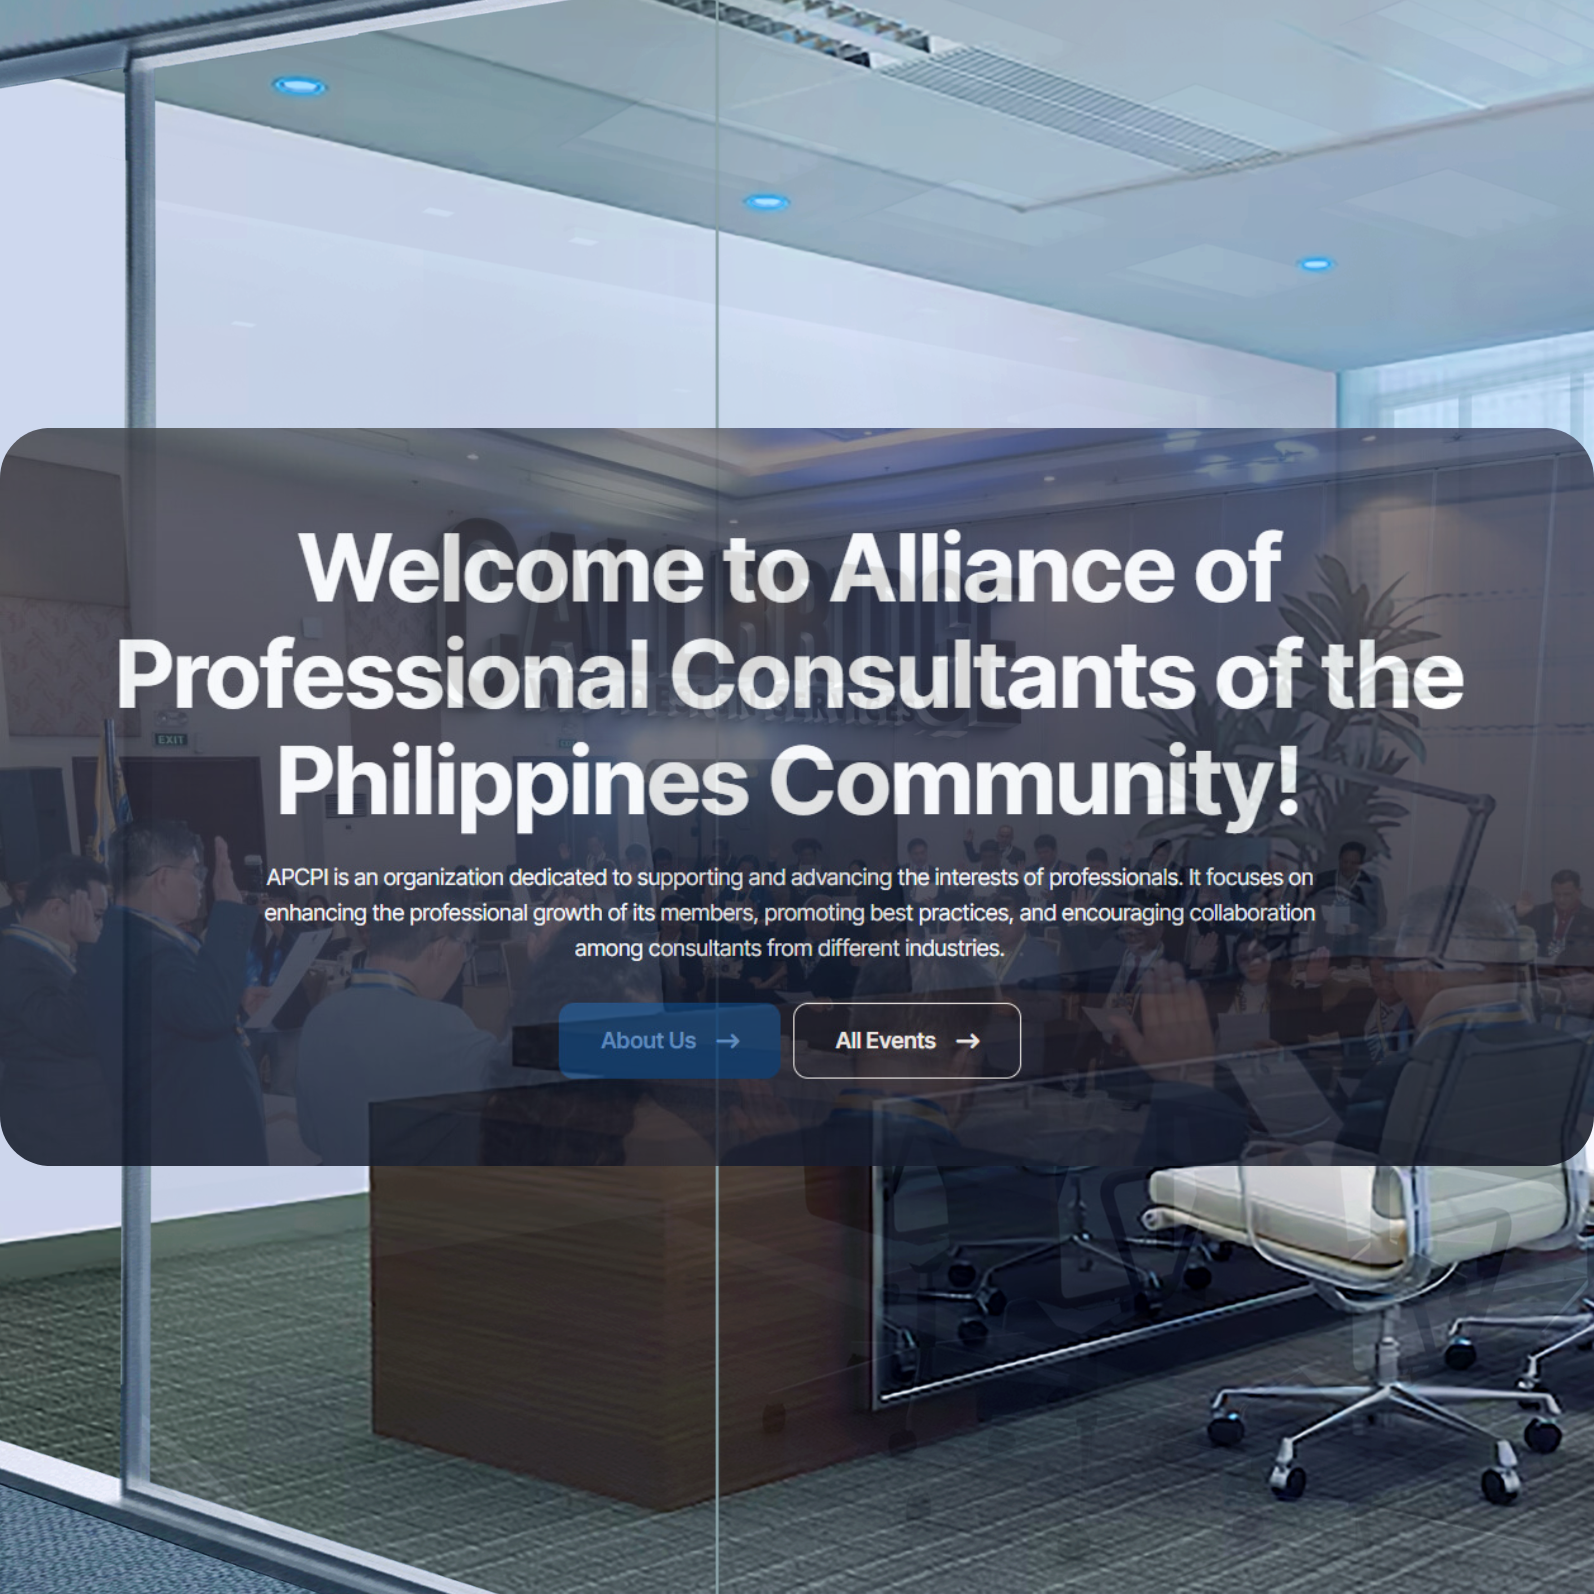 Welcome to Alliance of
Professional Consultants of the
Philippines Community!
CALLBRIDGE
EXIT
APCPI is an organization dedicated to supporting and advancing the interests of professionals. It focuses on
enhancing the professional growth of its members, promoting best practices, and encouraging collaboration
among consultants from different industries.
About Us →
All Events →